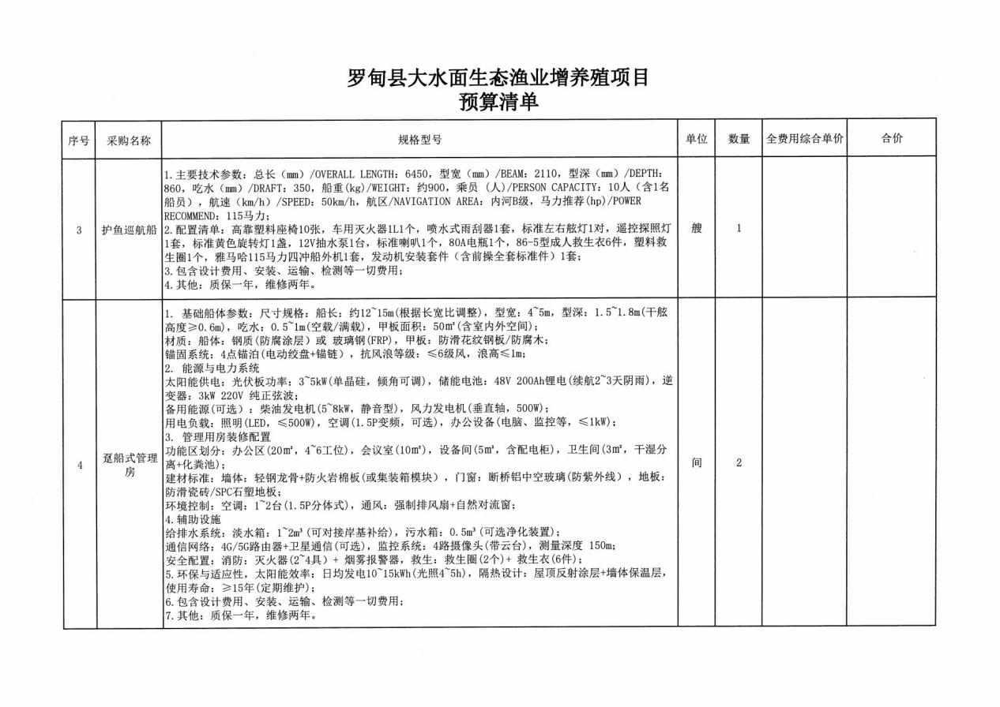 罗甸县大水面生态渔业增养殖项目
预算清单
序号 采购名称 规格型号 单位 数量 全费用综合单价 合价
1.主要技术参数：总长（mm）/OVERALL LENGTH：6450，型宽（mm）/BEAM：2110，型深（mm）/DEPTH：
860，吃水（mm）/DRAFT：350，船重(kg)/WEIGHT：约900，乘员（人)/PERSON CAPACITY：10人（含1名
船员），航速（km/h）/SPEED：50km/h，航区/NAVIGATION AREA：内河B级，马力推荐(hp)/POWER
RECOMMEND：115马力；
3 护鱼巡航船 2.配置清单：高靠塑料座椅10张，车用灭火器1L1个，喷水式雨刮器1套，标准左右舷灯1对，遥控探照灯 艘 1
1套，标准黄色旋转灯1盏，12V抽水泵1台，标准喇叭1个，80A电瓶1个，86-5型成人救生衣6件，塑料救
生圈1个，雅马哈115马力四冲船外机1套，发动机安装套件（含前操全套标准件）1套；
3.包含设计费用、安装、运输、检测等一切费用；
4.其他：质保一年，维修两年。
1. 基础船体参数：尺寸规格：船长：约12~15m(根据长宽比调整)，型宽：4~5m，型深：1.5~1.8m(干舷
高度≥0.6m)，吃水：0.5~1m(空载/满载)，甲板面积：50㎡(含室内外空间)；
材质：船体：钢质(防腐涂层）或 玻璃钢(FRP)，甲板：防滑花纹钢板/防腐木；
锚固系统：4点锚泊(电动绞盘+锚链），抗风浪等级：≤6级风，浪高≤1m；
2. 能源与电力系统
太阳能供电：光伏板功率：3~5kW(单晶硅，倾角可调)，储能电池：48V 200Ah锂电(续航2~3天阴雨)，逆
变器：3kW 220V 纯正弦波；
备用能源(可选）：柴油发电机(5~8kW，静音型)，风力发电机(垂直轴，500W)；
用电负载：照明(LED，≤500W)，空调(1.5P变频，可选)，办公设备(电脑、监控等，≤1kW)；
3. 管理用房装修配置
功能区划分：办公区(20㎡，4~6工位)，会议室(10㎡)，设备间(5㎡，含配电柜)，卫生间(3㎡，干湿分
4 趸船式管理房 离+化粪池)； 间 2
建材标准：墙体：轻钢龙骨+防火岩棉板(或集装箱模块），门窗：断桥铝中空玻璃(防紫外线），地板：
防滑瓷砖/SPC石塑地板；
环境控制：空调：1~2台(1.5P分体式)，通风：强制排风扇+自然对流窗；
4.辅助设施
给排水系统：淡水箱：1~2m³(可对接岸基补给)，污水箱：0.5m³(可选净化装置)；
通信网络：4G/5G路由器+卫星通信(可选)，监控系统：4路摄像头(带云台)，测量深度 150m；
安全配置：消防：灭火器(2~4具）+ 烟雾报警器，救生：救生圈(2个)+ 救生衣(6件)；
5.环保与适应性，太阳能效率：日均发电10~15kWh(光照4~5h)，隔热设计：屋顶反射涂层+墙体保温层，
使用寿命：≥15年(定期维护)；
6.包含设计费用、安装、运输、检测等一切费用；
7.其他：质保一年，维修两年。